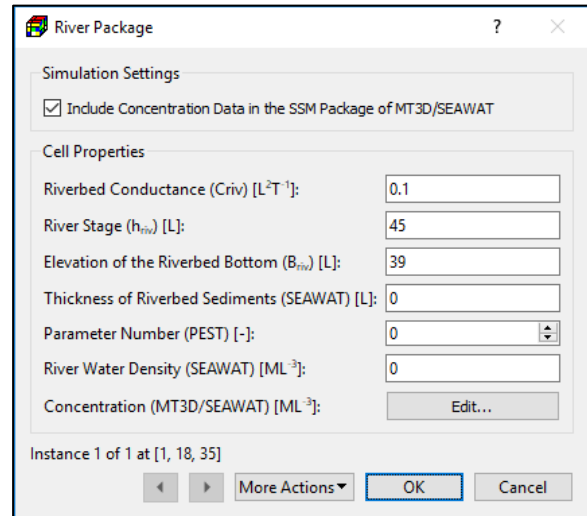 River Package
?
Simulation Settings
Include Concentration Data in the SSM Package of MT3D/SEAWAT
Cell Properties
Riverbed Conductance (Criv) [L²T⁻¹]: 0.1
River Stage (hᵣᵢᵥ) [L]: 45
Elevation of the Riverbed Bottom (Bᵣᵢᵥ) [L]: 39
Thickness of Riverbed Sediments (SEAWAT) [L]: 0
Parameter Number (PEST) [-]: 0
River Water Density (SEAWAT) [ML⁻³]: 0
Concentration (MT3D/SEAWAT) [ML⁻³]: Edit...
Instance 1 of 1 at [1, 18, 35]
More Actions OK Cancel